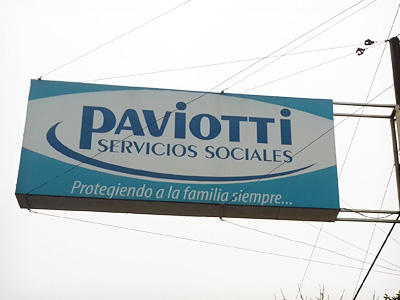 PAViOTTi
SERVICIOS SOCIALES
Protegiendo a la familia siempre...